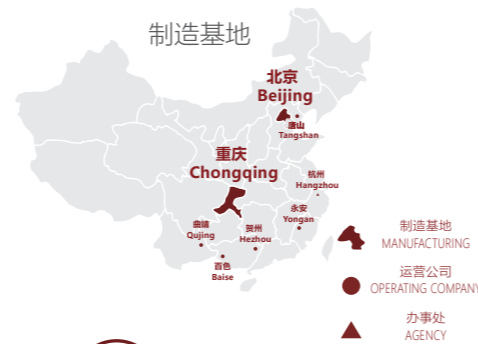 制造基地
北京
Beijing
唐山
Tangshan
重庆
Chongqing
杭州
Hangzhou
永安
Yongan
曲靖
Qujing
贺州
Hezhou
百色
Baise
制造基地
MANUFACTURING
运营公司
OPERATING COMPANY
办事处
AGENCY